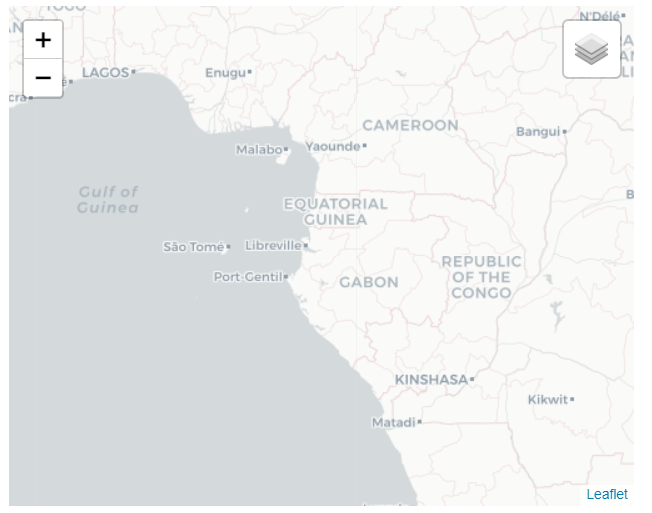 TOGO
N'Délé
+
LAGOS
Enugu
−
cra
CAMEROON
Bangui
Malabo
Yaounde
Gulf of
Guinea
EQUATORIAL
GUINEA
São Tomé
Libreville
REPUBLIC
OF THE
CONGO
Port-Gentil
GABON
KINSHASA
Kikwit
Matadi
Leaflet